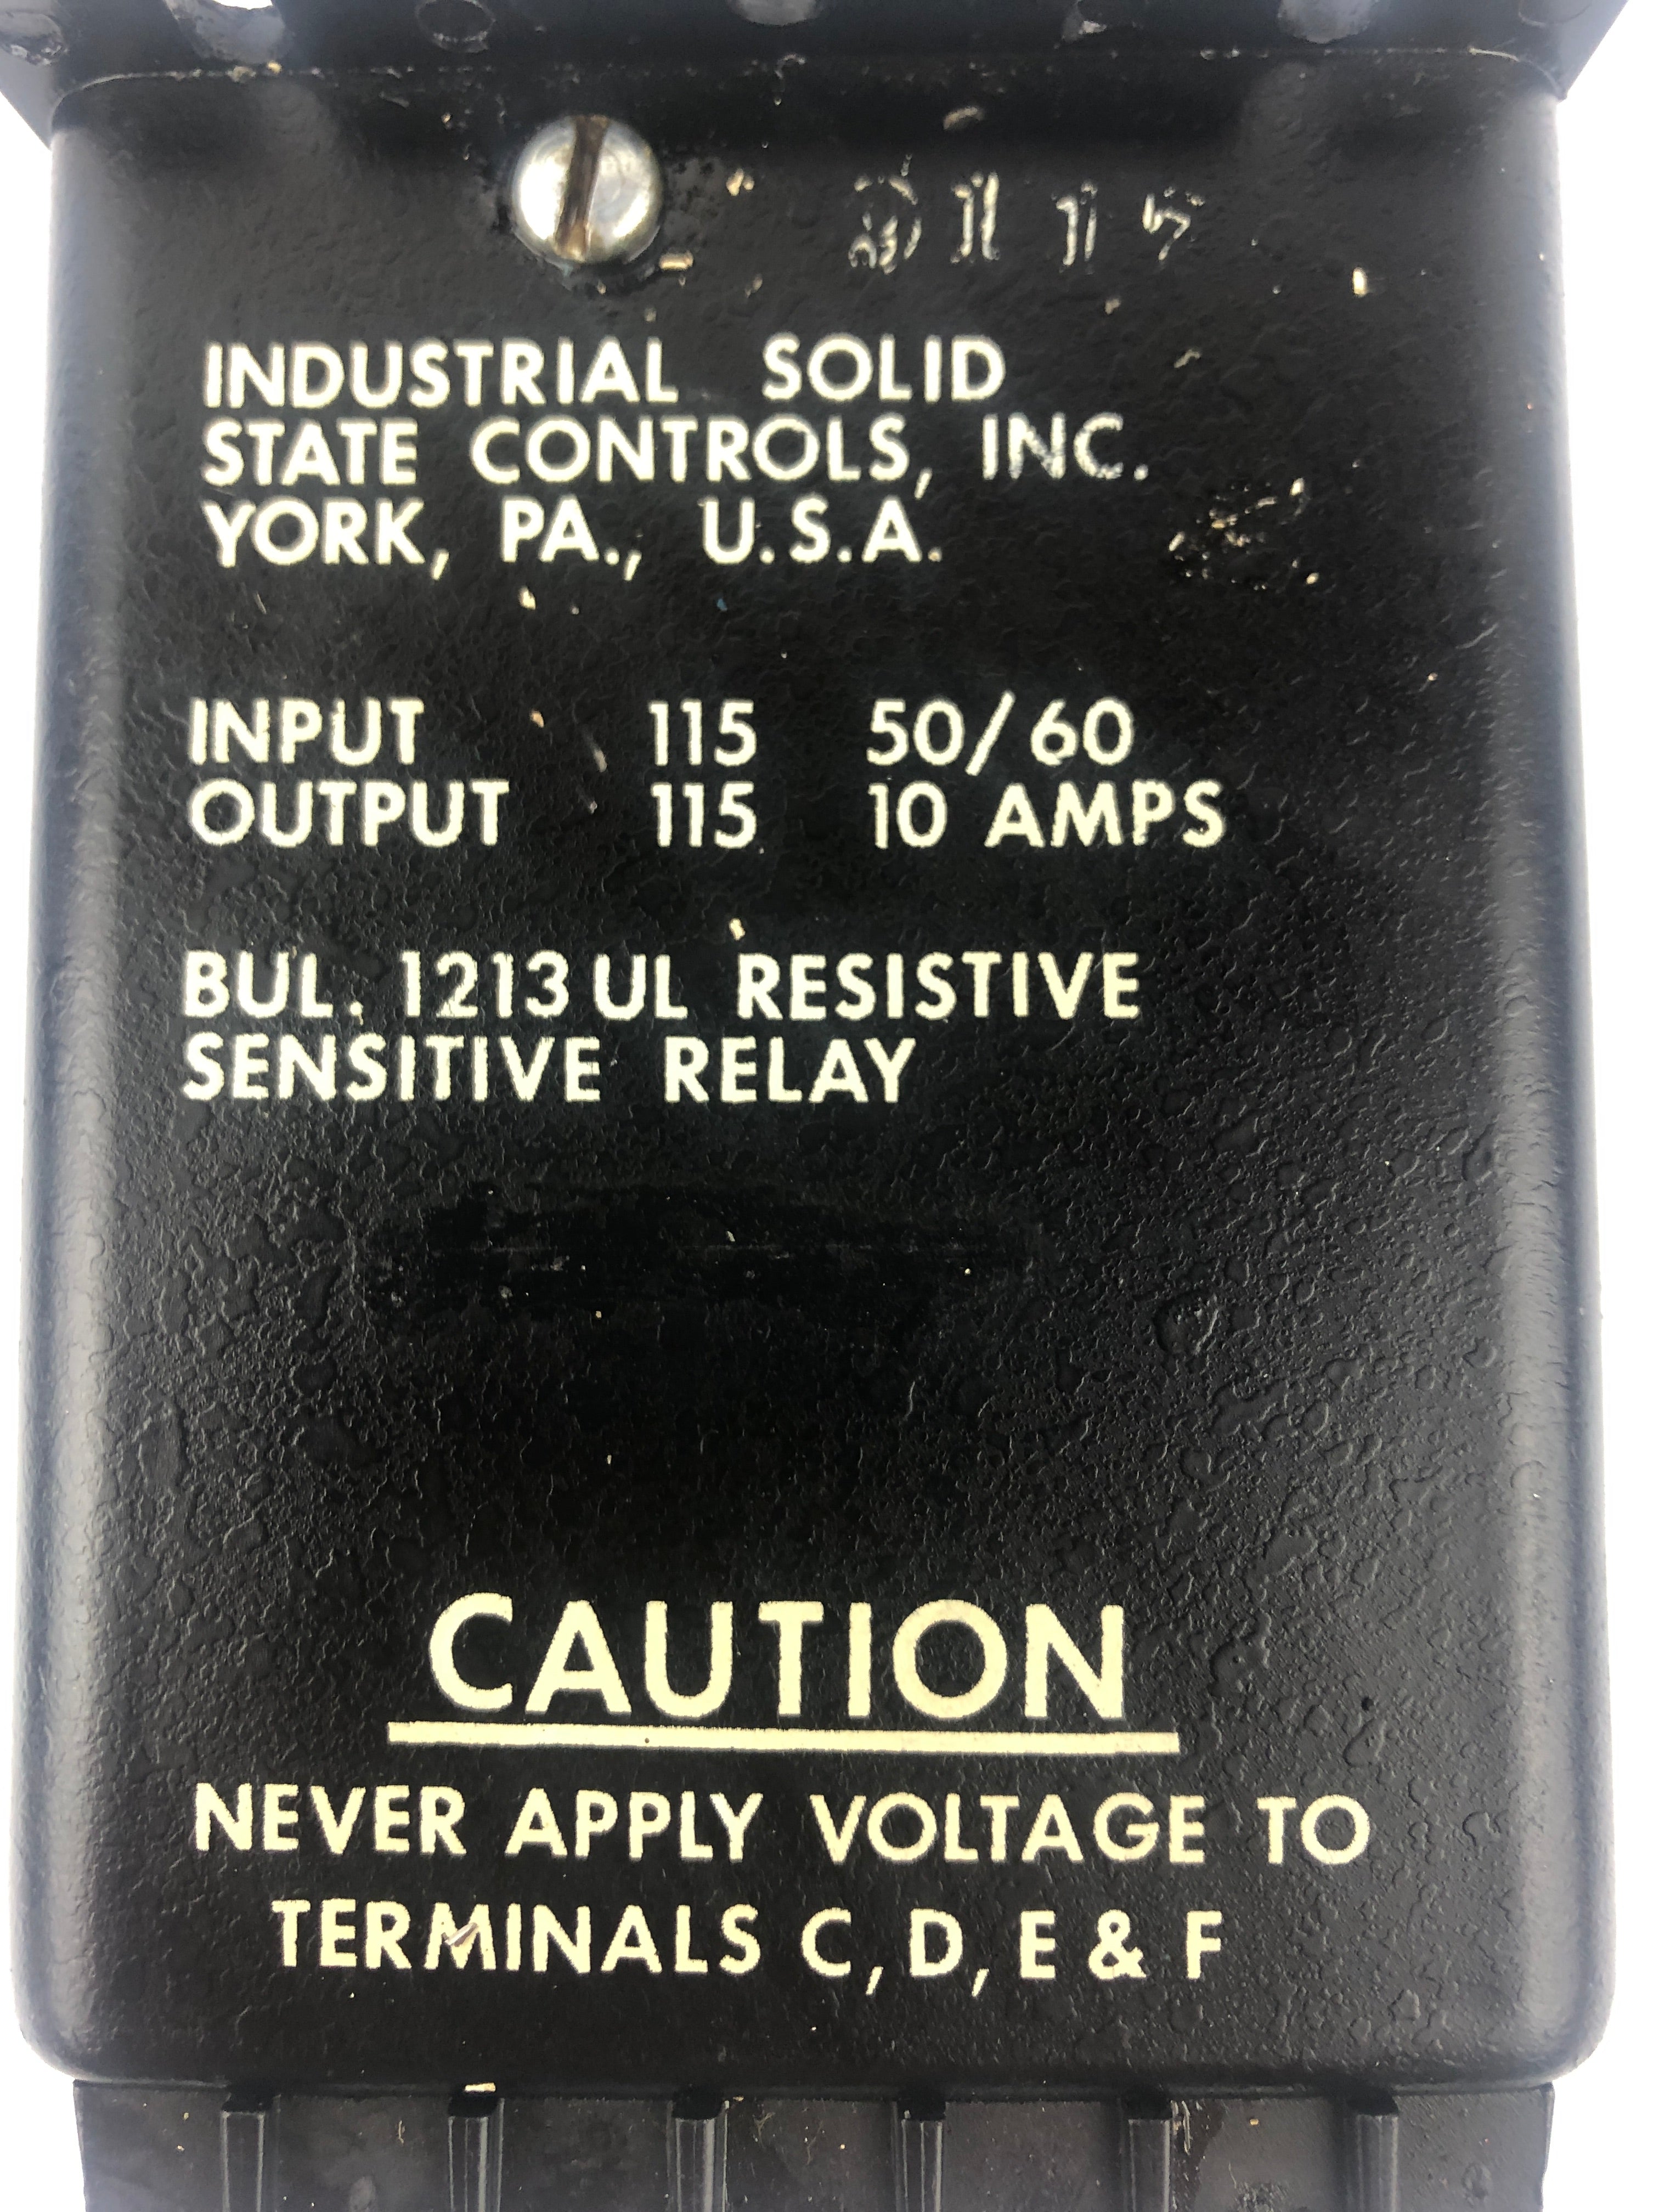 INDUSTRIAL SOLID
STATE CONTROLS, INC.
YORK, PA., U.S.A.
INPUT 115 50/60
OUTPUT 115 10 AMPS
BUL. 1213 UL RESISTIVE
SENSITIVE RELAY
CAUTION
NEVER APPLY VOLTAGE TO
TERMINALS C, D, E & F